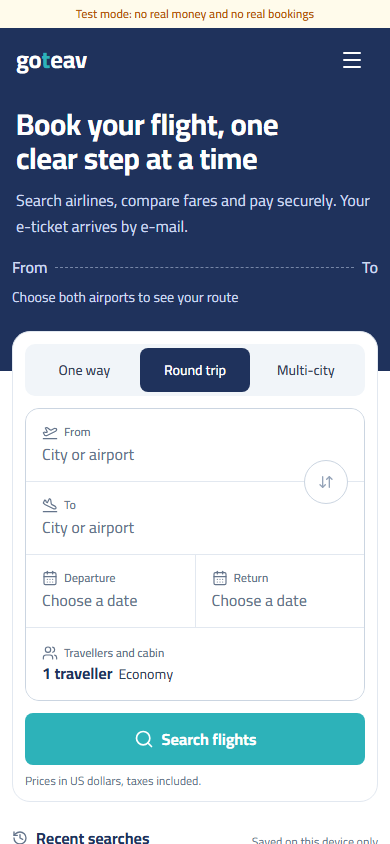 Test mode: no real money and no real bookings
goteav
Book your flight, one
clear step at a time
Search airlines, compare fares and pay securely. Your
e-ticket arrives by e-mail.
From To
Choose both airports to see your route
One way Round trip Multi-city
From
City or airport
To
City or airport
Departure Return
Choose a date Choose a date
Travellers and cabin
1 traveller Economy
Search flights
Prices in US dollars, taxes included.
Recent searches Saved on this device only